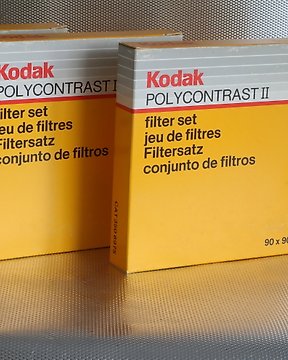 Kodak
POLYCONTRAST I
filter set
jeu de filtres
Filtersatz
conjunto de filtros
Kodak
POLYCONTRAST II
filter set
jeu de filtres
Filtersatz
conjunto de filtros
90 x 90